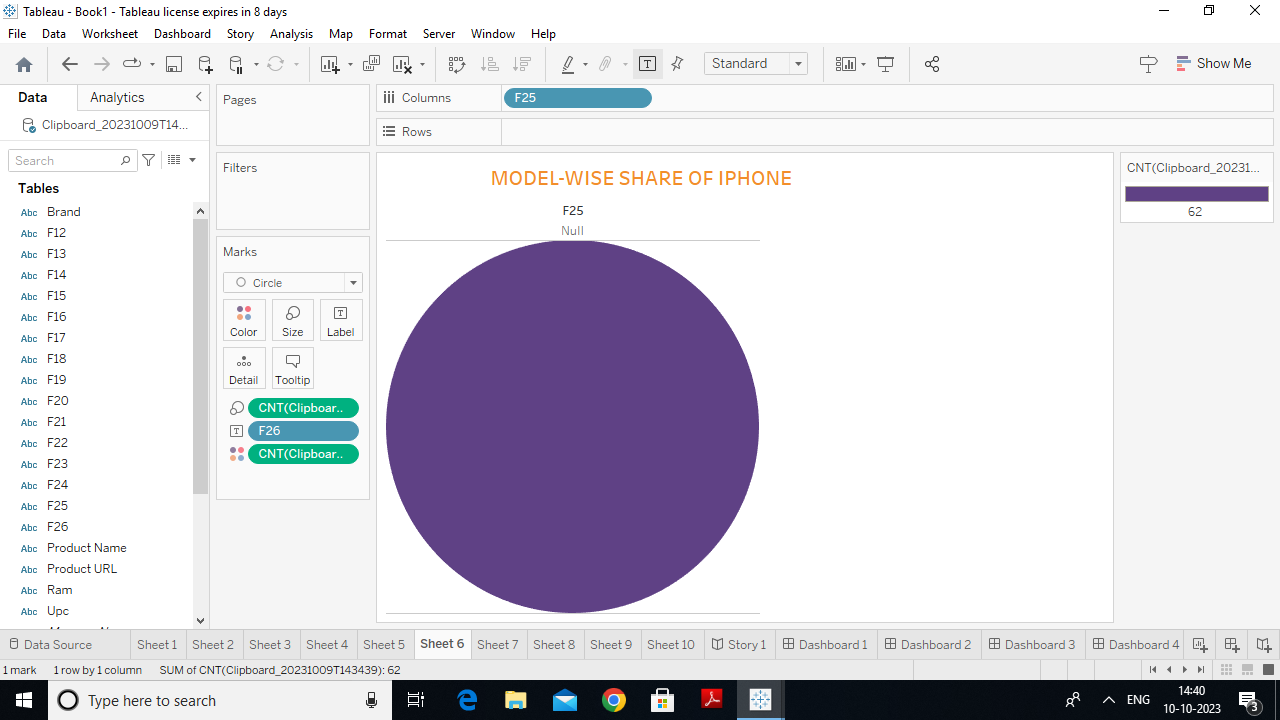 Tableau - Book1 - Tableau license expires in 8 days
File Data Worksheet Dashboard Story Analysis Map Format Server Window Help
Standard
Show Me
Data Analytics
Clipboard_20231009T14...
Search
Tables
Abc Brand
Abc F12
Abc F13
Abc F14
Abc F15
Abc F16
Abc F17
Abc F18
Abc F19
Abc F20
Abc F21
Abc F22
Abc F23
Abc F24
Abc F25
Abc F26
Abc Product Name
Abc Product URL
Abc Ram
Abc Upc
Pages
Filters
Marks
Circle
Color Size Label
Detail Tooltip
CNT(Clipboar..
F26
CNT(Clipboar..
Columns F25
Rows
MODEL-WISE SHARE OF IPHONE
F25
Null
CNT(Clipboard_20231...
62
Data Source Sheet 1 Sheet 2 Sheet 3 Sheet 4 Sheet 5 Sheet 6 Sheet 7 Sheet 8 Sheet 9 Sheet 10 Story 1 Dashboard 1 Dashboard 2 Dashboard 3 Dashboard 4
1 mark 1 row by 1 column SUM of CNT(Clipboard_20231009T143439): 62
Type here to search
ENG
14:40
10-10-2023
3